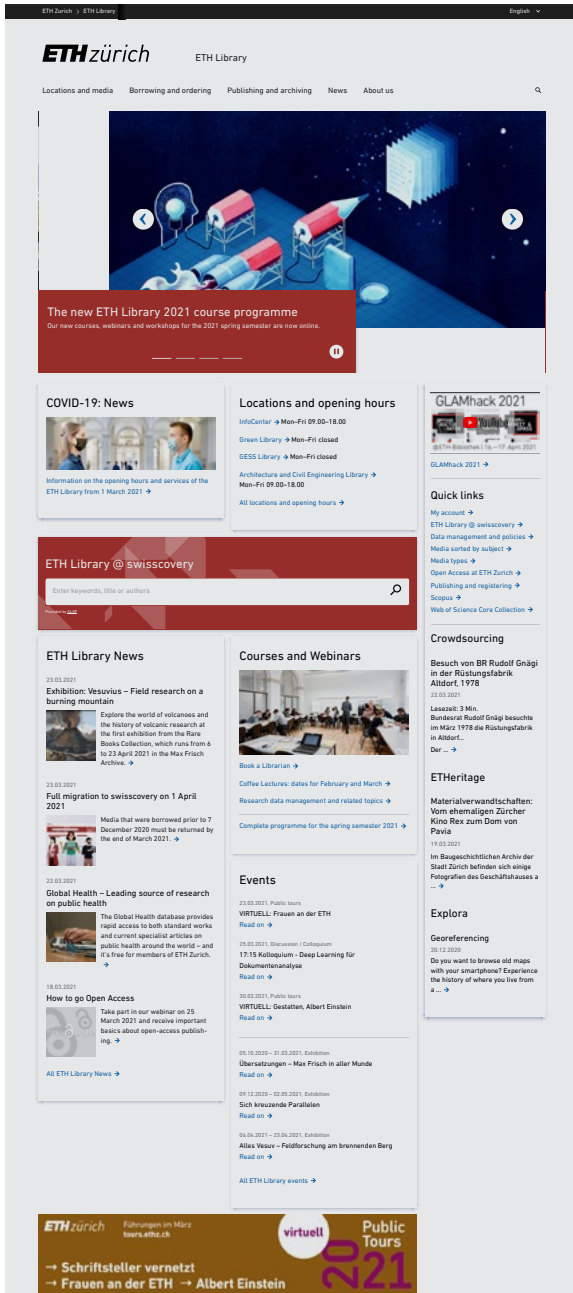 ETH Zurich
ETH Library
English
ETH zürich
ETH Library
Locations and media
Borrowing and ordering
Publishing and archiving
News
About us
The new ETH Library 2021 course programme
Our new courses, webinars and workshops for the 2021 spring semester are now online.
COVID-19: News
Information on the opening hours and services of the
ETH Library from 1 March 2021 →
Locations and opening hours
InfoCenter → Mon–Fri 09.00–18.00
Green Library → Mon–Fri closed
GESS Library → Mon–Fri closed
Architecture and Civil Engineering Library →
Mon–Fri 09.00–18.00
All locations and opening hours →
GLAMhack 2021
YouTube
@ETH-Bibliothek | 16.–17. April 2021
GLAMhack 2021 →
Quick links
My account →
ETH Library @ swisscovery →
Data management and policies →
Media sorted by subject →
Media types →
Open Access at ETH Zurich →
Publishing and registering →
Scopus →
Web of Science Core Collection →
ETH Library @ swisscovery
Enter keywords, title or authors
Provided by SLSP
ETH Library News
23.03.2021
Exhibition: Vesuvius – Field research on a
burning mountain
Explore the world of volcanoes and
the history of volcanic research at
the first exhibition from the Rare
Books Collection, which runs from 6
to 23 April 2021 in the Max Frisch
Archive. →
23.03.2021
Full migration to swisscovery on 1 April
2021
Media that were borrowed prior to 7
December 2020 must be returned by
the end of March 2021. →
22.03.2021
Global Health – Leading source of research
on public health
The Global Health database provides
rapid access to both standard works
and current specialist articles on
public health around the world – and
it's free for members of ETH Zurich.
→
18.03.2021
How to go Open Access
Take part in our webinar on 25
March 2021 and receive important
basics about open-access publish-
ing. →
All ETH Library News →
Courses and Webinars
Book a Librarian →
Coffee Lectures: dates for February and March →
Research data management and related topics →
Complete programme for the spring semester 2021 →
Events
23.03.2021, Public tours
VIRTUELL: Frauen an der ETH
Read on →
25.03.2021, Discussion / Colloquium
17:15 Kolloquium - Deep Learning für
Dokumentenanalyse
Read on →
30.03.2021, Public tours
VIRTUELL: Gestatten, Albert Einstein
Read on →
05.10.2020 – 31.03.2021, Exhibition
Übersetzungen – Max Frisch in aller Munde
Read on →
09.12.2020 – 02.05.2021, Exhibition
Sich kreuzende Parallelen
Read on →
06.04.2021 – 23.04.2021, Exhibition
Alles Vesuv – Feldforschung am brennenden Berg
Read on →
All ETH Library events →
Crowdsourcing
Besuch von BR Rudolf Gnägi
in der Rüstungsfabrik
Altdorf, 1978
22.03.2021
Lesezeit: 3 Min.
Bundesrat Rudolf Gnägi besuchte
im März 1978 die Rüstungsfabrik
in Altdorf...
Der ... →
ETHeritage
Materialverwandtschaften:
Vom ehemaligen Zürcher
Kino Rex zum Dom von
Pavia
19.03.2021
Im Baugeschichtlichen Archiv der
Stadt Zürich befinden sich einige
Fotografien des Geschäftshauses a
... →
Explora
Georeferencing
20.12.2020
Do you want to browse old maps
with your smartphone? Experience
the history of where you live from
a ... →
ETH zürich
Führungen im März
tours.ethz.ch
virtuell
Public
Tours
2021
→ Schriftsteller vernetzt
→ Frauen an der ETH → Albert Einstein